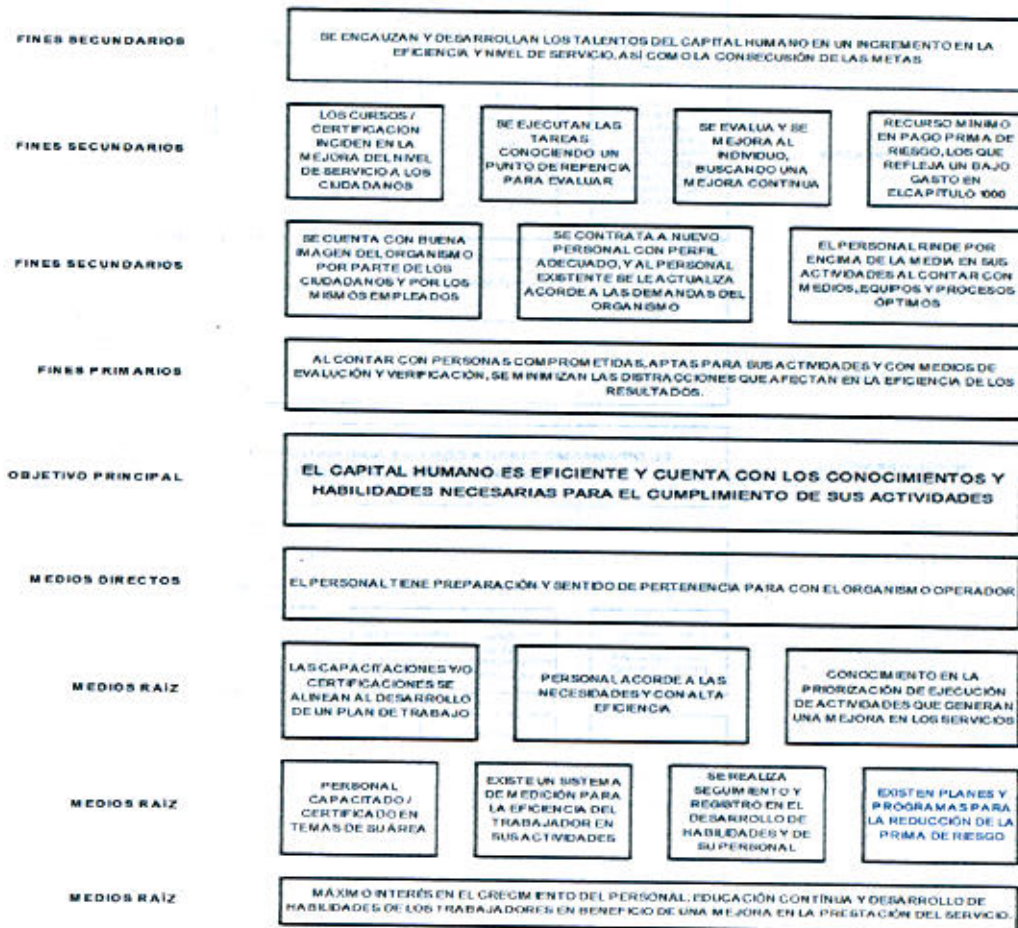 FINES SECUNDARIOS
SE ENCAUZAN Y DESARROLLAN LOS TALENTOS DEL CAPITAL HUMANO EN UN INCREMENTO EN LA
EFICIENCIA Y NIVEL DE SERVICIO, ASÍ COMO LA CONSECUSIÓN DE LAS METAS
FINES SECUNDARIOS
LOS CURSOS /
CERTIFICACIÓN
INCIDEN EN LA
MEJORA DEL NIVEL
DE SERVICIO A LOS
CIUDADANOS
SE EJECUTAN LAS
TAREAS
CONOCIENDO UN
PUNTO DE REFENCIA
PARA EVALUAR
SE EVALUA Y SE
MEJORA AL
INDIVIDUO,
BUSCANDO UNA
MEJORA CONTINUA
RECURSO MÍNIMO
EN PAGO PRIMA DE
RIESGO, LOS QUE
REFLEJA UN BAJO
GASTO EN
ELCAPÍTULO 1000
FINES SECUNDARIOS
SE CUENTA CON BUENA
IMAGEN DEL ORGANISMO
POR PARTE DE LOS
CIUDADANOS Y POR LOS
MISMOS EMPLEADOS
SE CONTRATA A NUEVO
PERSONAL CON PERFIL
ADECUADO, Y AL PERSONAL
EXISTENTE SE LE ACTUALIZA
ACORDE A LAS DEMANDAS DEL
ORGANISMO
EL PERSONAL RINDE POR
ENCIMA DE LA MEDIA EN SUS
ACTIVIDADES AL CONTAR CON
MEDIOS, EQUIPOS Y PROCESOS
ÓPTIMOS
FINES PRIMARIOS
AL CONTAR CON PERSONAS COMPROMETIDAS, APTAS PARA SUS ACTIVIDADES Y CON MEDIOS DE
EVALUCIÓN Y VERIFICACIÓN, SE MINIMIZAN LAS DISTRACCIONES QUE AFECTAN EN LA EFICIENCIA DE LOS
RESULTADOS.
OBJETIVO PRINCIPAL
EL CAPITAL HUMANO ES EFICIENTE Y CUENTA CON LOS CONOCIMIENTOS Y
HABILIDADES NECESARIAS PARA EL CUMPLIMIENTO DE SUS ACTIVIDADES
MEDIOS DIRECTOS
EL PERSONAL TIENE PREPARACIÓN Y SENTIDO DE PERTENENCIA PARA CON EL ORGANISMO OPERADOR
MEDIOS RAÍZ
LAS CAPACITACIONES Y/O
CERTIFICACIONES SE
ALINEAN AL DESARROLLO
DE UN PLAN DE TRABAJO
PERSONAL ACORDE A LAS
NECESIDADES Y CON ALTA
EFICIENCIA
CONOCIMIENTO EN LA
PRIORIZACIÓN DE EJECUCIÓN
DE ACTIVIDADES QUE GENERAN
UNA MEJORA EN LOS SERVICIOS
MEDIOS RAÍZ
PERSONAL
CAPACITADO /
CERTIFICADO EN
TEMAS DE SU ÁREA
EXISTE UN SISTEMA
DE MEDICIÓN PARA
LA EFICIENCIA DEL
TRABAJADOR EN
SUS ACTIVIDADES
SE REALIZA
SEGUIMIENTO Y
REGISTRO EN EL
DESARROLLO DE
HABILIDADES Y DE
SU PERSONAL
EXISTEN PLANES Y
PROGRAMAS PARA
LA REDUCCIÓN DE LA
PRIMA DE RIESGO
MEDIOS RAÍZ
MÁXIMO INTERÉS EN EL CRECIMIENTO DEL PERSONAL, EDUCACIÓN CONTÍNUA Y DESARROLLO DE
HABILIDADES DE LOS TRABAJADORES EN BENEFICIO DE UNA MEJORA EN LA PRESTACIÓN DEL SERVICIO.